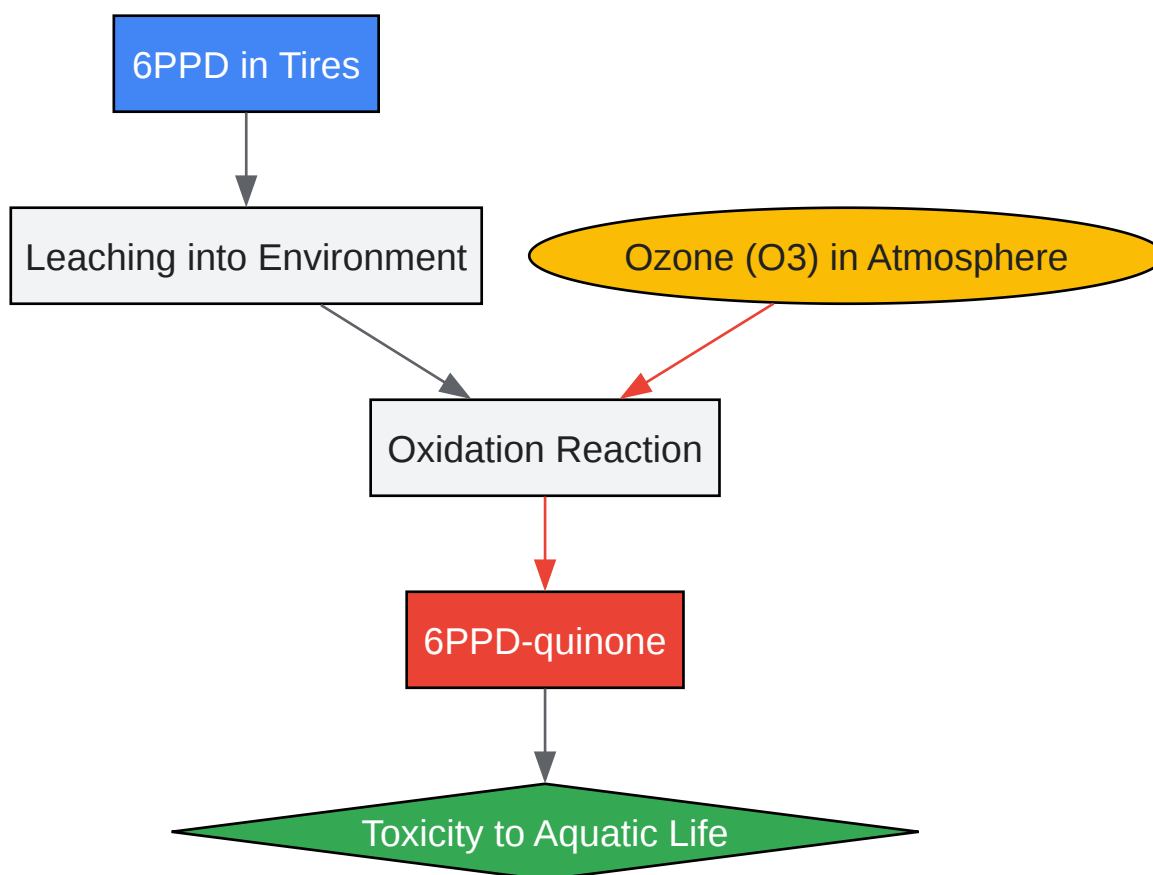 6PPD in Tires
Leaching into Environment
Ozone (O3) in Atmosphere
Oxidation Reaction
6PPD-quinone
Toxicity to Aquatic Life